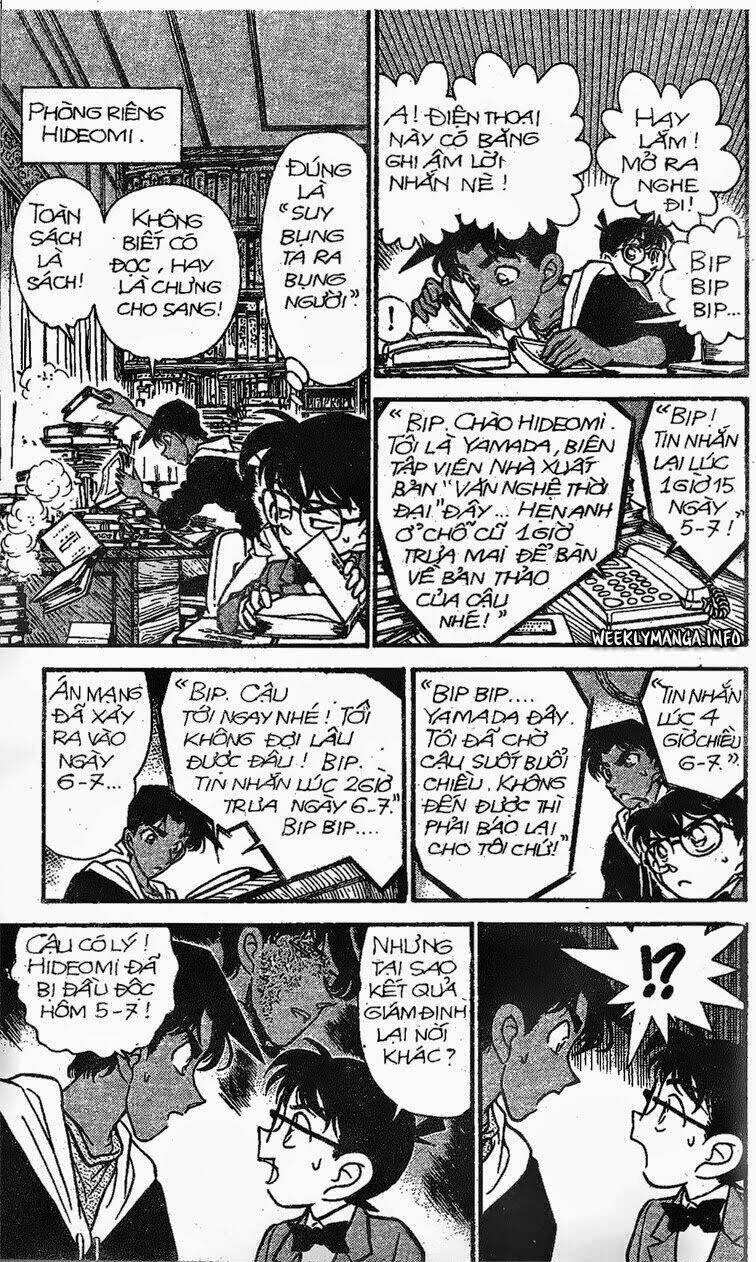 PHÒNG RIÊNG
HIDEOMI.
TOÀN
SÁCH
LÀ
SÁCH!
KHÔNG
BIẾT CÓ
ĐỌC, HAY
LÀ CHƯNG
CHO SANG!
ĐÚNG
LÀ
"SUY
BỤNG
TA RA
BỤNG
NGƯỜI".
A! ĐIỆN THOẠI
NÀY CÓ BĂNG
GHI ÂM LỜI
NHẮN NÈ!
HAY
LẮM!
MỞ RA
NGHE
ĐI!
!
BIP
BIP
BIP...
"BIP. CHÀO HIDEOMI.
TÔI LÀ YAMADA, BIÊN
TẬP VIÊN NHÀ XUẤT
BẢN "VĂN NGHỆ THỜI
ĐẠI" ĐÂY... HẸN ANH
Ở CHỖ CŨ 1 GIỜ
TRƯA MAI ĐỂ BÀN
VỀ BẢN THẢO
CỦA CẬU
NHÉ!"
"BIP!
TIN NHẮN
LẠI LÚC
1 GIỜ 15
NGÀY
5-7!"
WEEKLYMANGA.INFO
ÁN MẠNG
ĐÃ XẢY
RA VÀO
NGÀY
6-7...
"BIP. CẬU
TỚI NGAY NHÉ! TÔI
KHÔNG ĐỢI LÂU
ĐƯỢC ĐÂU! BIP.
TIN NHẮN LÚC 2 GIỜ
TRƯA NGÀY 6-7."
BIP BIP....
"BIP BIP....
YAMADA ĐÂY.
TÔI ĐÃ CHỜ
CẬU SUỐT BUỔI
CHIỀU. KHÔNG
ĐẾN ĐƯỢC THÌ
PHẢI BÁO LẠI
CHO TÔI CHỨ!"
"TIN NHẮN
LÚC 4
GIỜ CHIỀU
6-7."
CẬU CÓ LÝ!
HIDEOMI ĐÃ
BỊ ĐẦU ĐỘC
HÔM 5-7!
NHƯNG
TẠI SAO
KẾT QUẢ
GIÁM ĐỊNH
LẠI NÓI
KHÁC?
!?